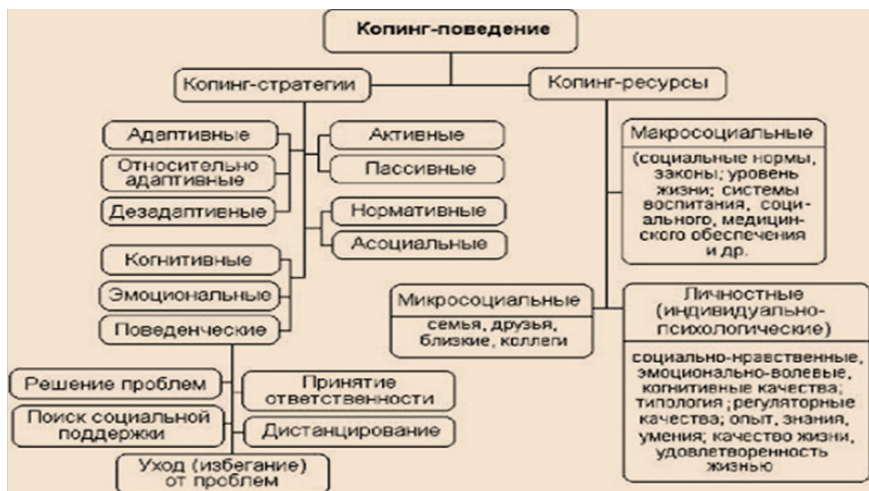 Копинг-поведение
Копинг-стратегии
Копинг-ресурсы
Адаптивные
Относительно
адаптивные
Дезадаптивные
Активные
Пассивные
Нормативные
Асоциальные
Когнитивные
Эмоциональные
Поведенческие
Решение проблем
Принятие
ответственности
Поиск социальной
поддержки
Дистанцирование
Уход (избегание)
от проблем
Макросоциальные
(социальные нормы,
законы; уровень
жизни; системы
воспитания, соци-
ального, медицин-
ского обеспечения
и др.
Микросоциальные
семья, друзья,
близкие, коллеги
Личностные
(индивидуально-
психологические)
социально-нравственные,
эмоционально-волевые,
когнитивные качества;
типология ; регуляторные
качества; опыт, знания,
умения; качество жизни,
удовлетворенность
жизнью